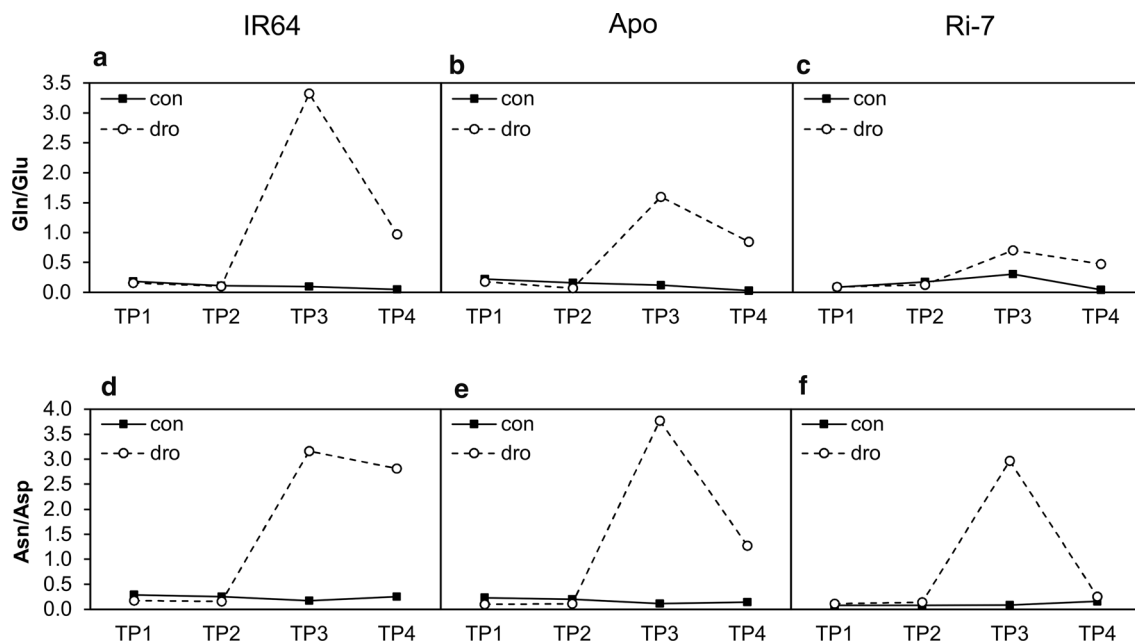 IR64 Apo Ri-7
a b c
Gln/Glu
3.5
3.0
2.5
2.0
1.5
1.0
0.5
0.0
con con con
dro dro dro
TP1 TP2 TP3 TP4 TP1 TP2 TP3 TP4 TP1 TP2 TP3 TP4
d e f
Asn/Asp
4.0
3.5
3.0
2.5
2.0
1.5
1.0
0.5
0.0
con con con
dro dro dro
TP1 TP2 TP3 TP4 TP1 TP2 TP3 TP4 TP1 TP2 TP3 TP4